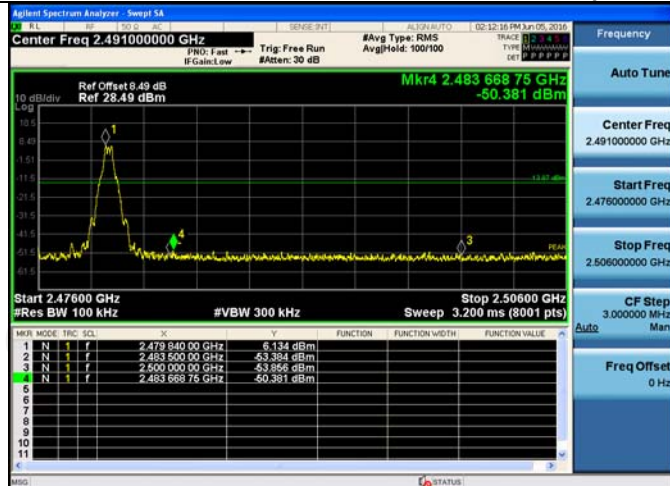 Agilent Spectrum Analyzer - Swept SA
RL RF 50 Ω AC SENSE:INT ALIGN AUTO 02:12:16 PM Jun 05, 2016
Center Freq 2.491000000 GHz
PNO: Fast
IFGain:Low
Trig: Free Run
#Atten: 30 dB
#Avg Type: RMS
Avg|Hold: 100/100
TRACE 1 2 3 4 5 6
TYPE M
DET P P P P P P
Ref Offset 8.49 dB
10 dB/div Ref 28.49 dBm
Log
Mkr4 2.483 668 75 GHz
-50.381 dBm
-1.51
-11.5
-21.5
-31.5
-41.5
-51.5
-61.5
1
4
3
-13.87 dBm
PEAK
Start 2.47600 GHz
Stop 2.50600 GHz
#Res BW 100 kHz
#VBW 300 kHz
Sweep 3.200 ms (8001 pts)
MKR MODE TRC SCL X Y FUNCTION FUNCTION WIDTH FUNCTION VALUE
1 N 1 f 2.479 840 00 GHz 6.134 dBm
2 N 1 f 2.483 500 00 GHz -53.384 dBm
3 N 1 f 2.500 000 00 GHz -53.856 dBm
4 N 1 f 2.483 668 75 GHz -50.381 dBm
5
6
7
8
9
10
11
MSG
STATUS
Frequency
Auto Tune
Center Freq
2.491000000 GHz
Start Freq
2.476000000 GHz
Stop Freq
2.506000000 GHz
CF Step
3.000000 MHz
Auto Man
Freq Offset
0 Hz